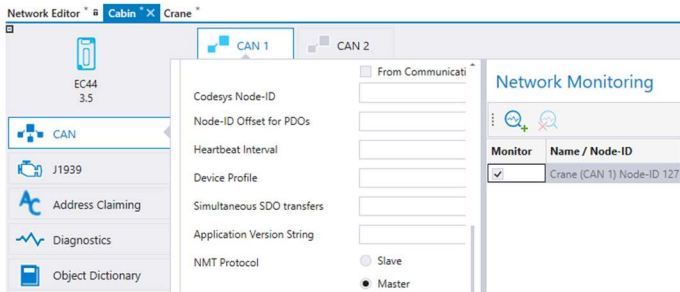 Network Editor * Cabin * X Crane *
CAN 1 CAN 2
EC44
3.5
CAN
J1939
Address Claiming
Diagnostics
Object Dictionary
From Communicati
Codesys Node-ID
Node-ID Offset for PDOs
Heartbeat Interval
Device Profile
Simultaneous SDO transfers
Application Version String
NMT Protocol
Slave
Master
Network Monitoring
Monitor Name / Node-ID
Crane (CAN 1) Node-ID 127